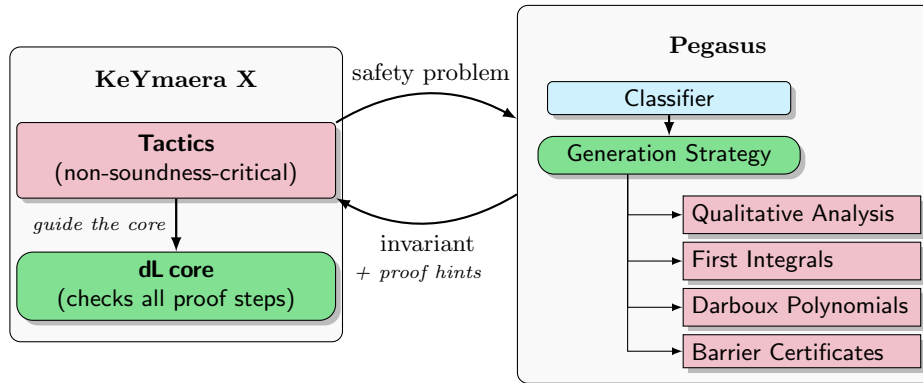 KeYmaera X
Tactics
(non-soundness-critical)
guide the core
dL core
(checks all proof steps)
safety problem
invariant
+ proof hints
Pegasus
Classifier
Generation Strategy
Qualitative Analysis
First Integrals
Darboux Polynomials
Barrier Certificates